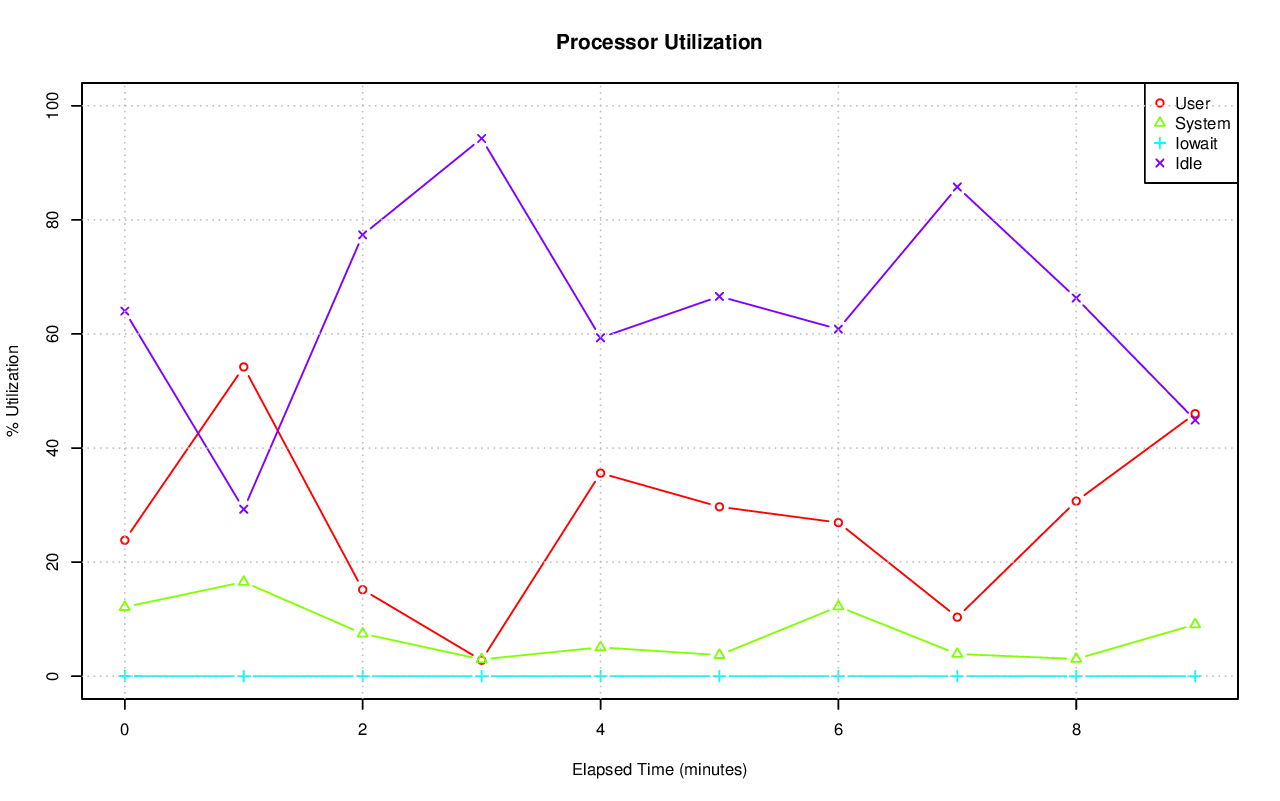 Processor Utilization
% Utilization
100
80
60
40
20
0
User
System
Iowait
Idle
0 2 4 6 8
Elapsed Time (minutes)